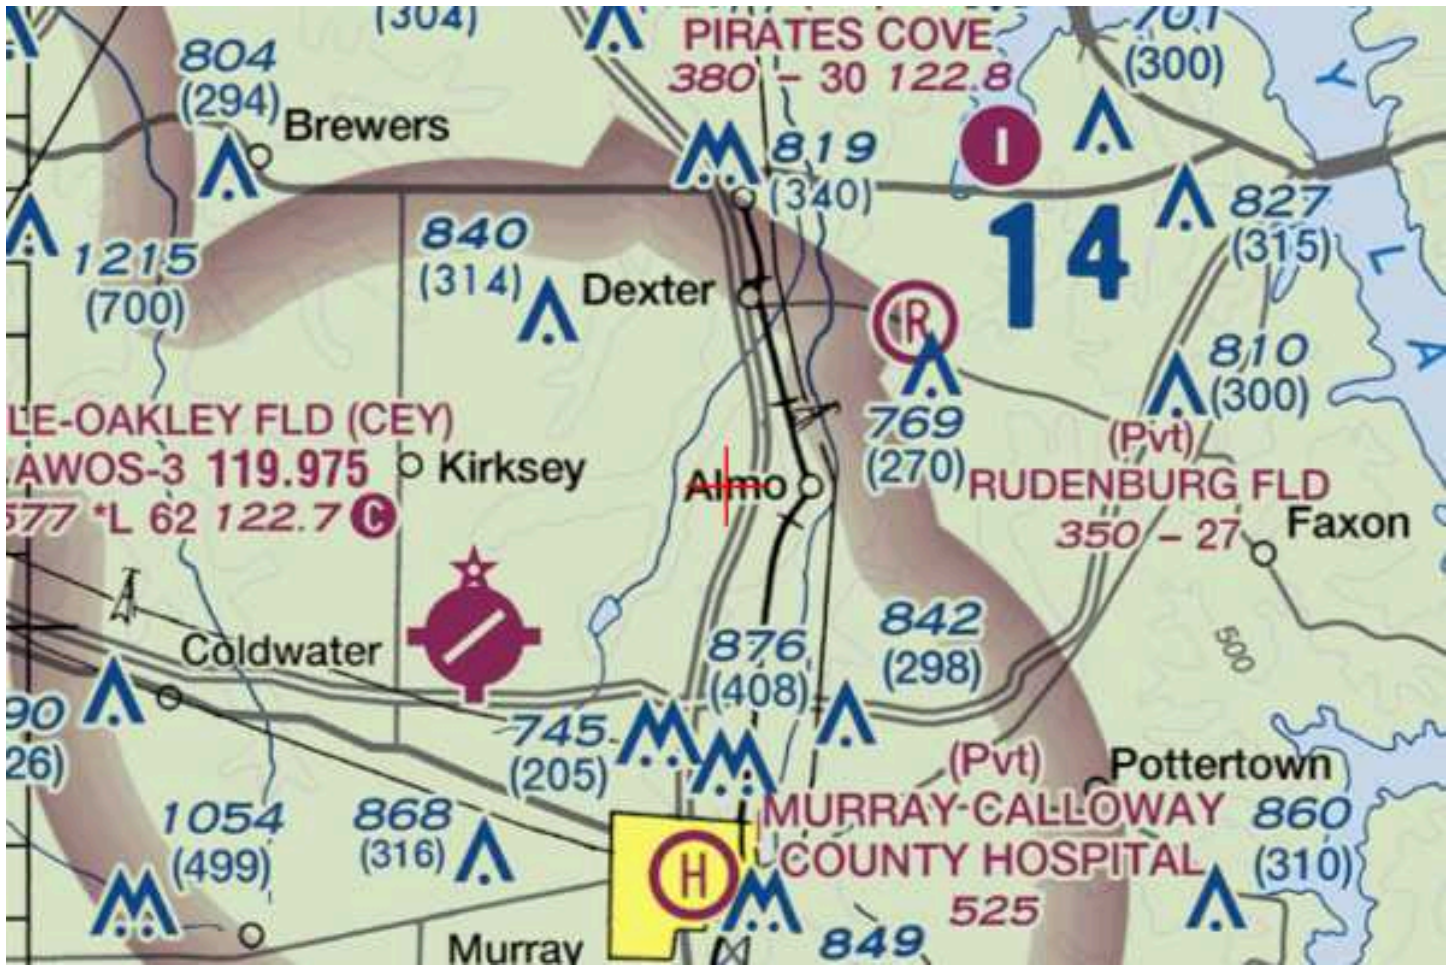 (304)
701
(300)
PIRATES COVE
380 - 30 122.8
I
804
(294)
Brewers
819
(340)
14
827
(315)
1215
(700)
840
(314)
Dexter
R
Y
L
A
810
(300)
769
(270)
LE-OAKLEY FLD (CEY)
AWOS-3 119.975
577 *L 62 122.7 C
Kirksey
Almo
(Pvt)
RUDENBURG FLD
350 - 27
Faxon
500
Coldwater
876
(408)
842
(298)
90
26)
745
(205)
(Pvt)
Pottertown
MURRAY-CALLOWAY
COUNTY HOSPITAL
525
H
860
(310)
1054
(499)
868
(316)
849
Murray